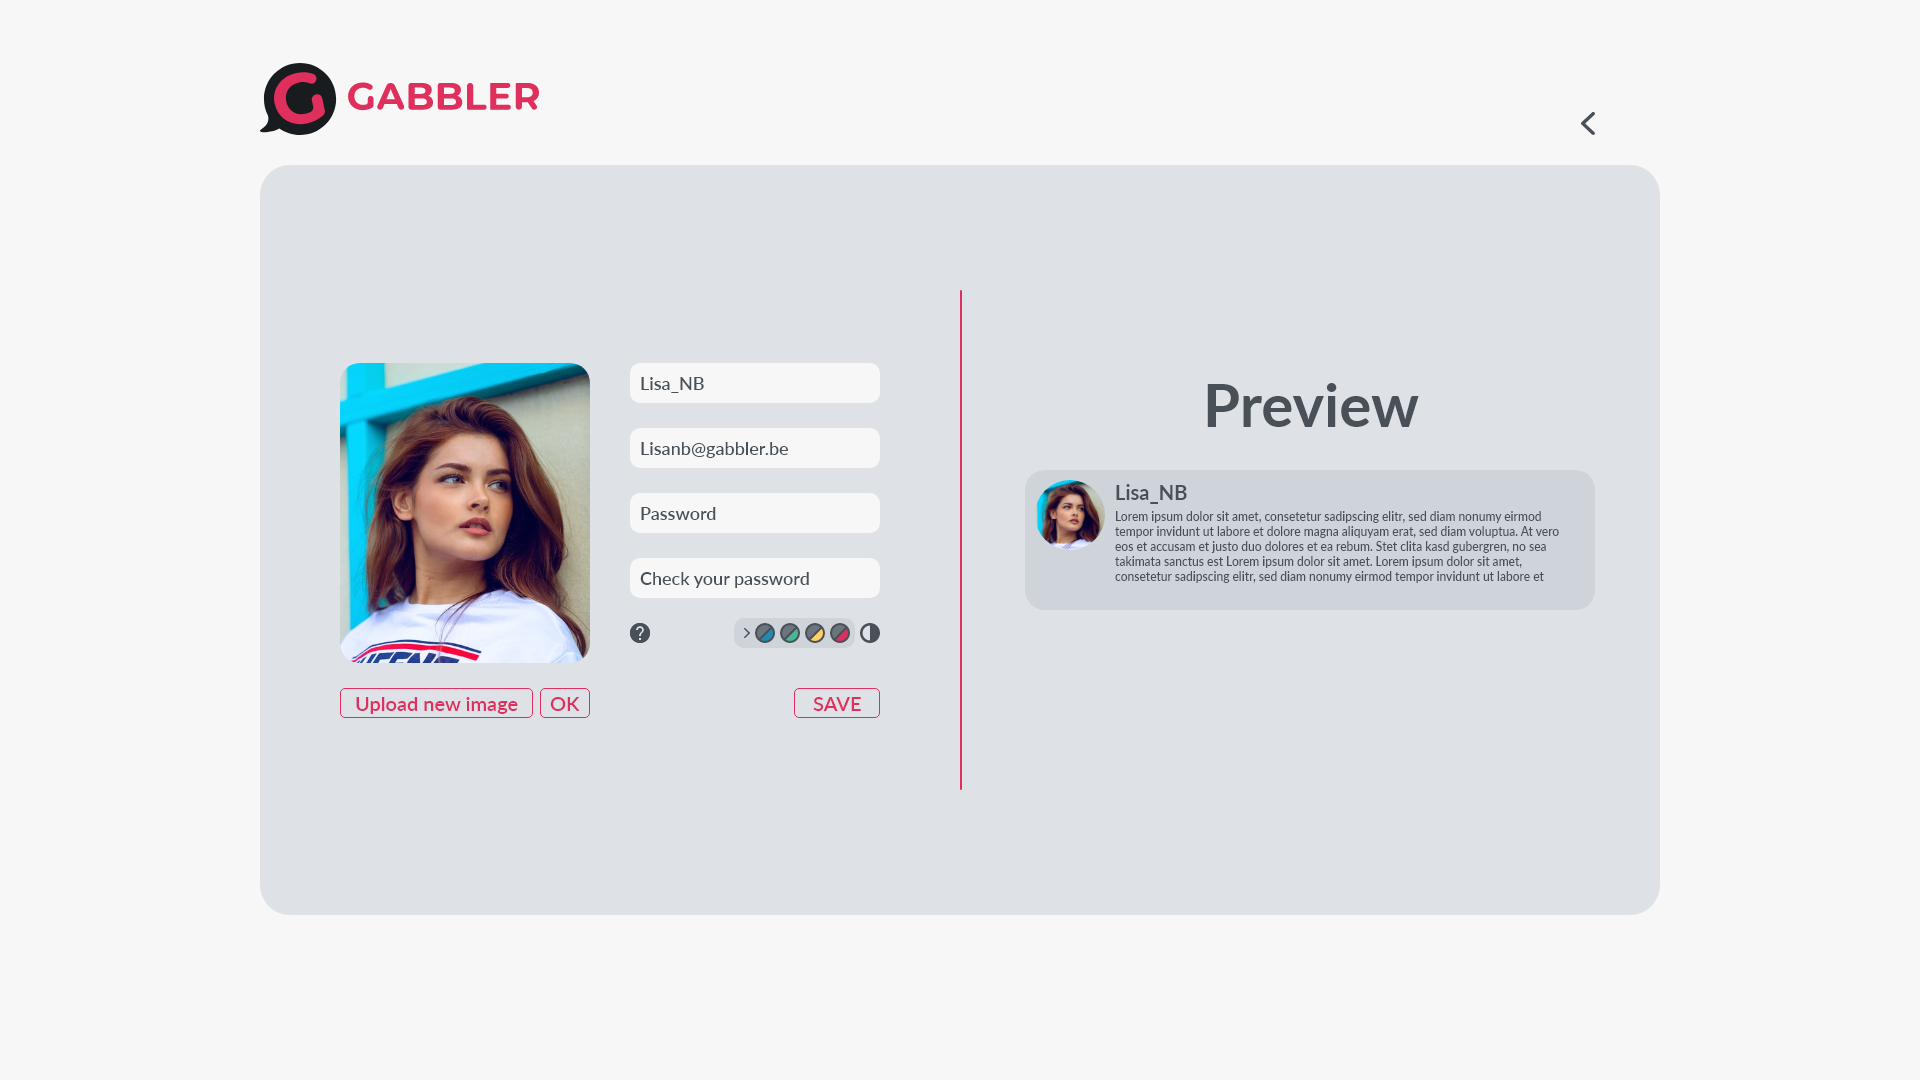 GABBLER
Lisa_NB
Lisanb@gabbler.be
Password
Check your password
?
Upload new image
OK
SAVE
Preview
Lisa_NB
Lorem ipsum dolor sit amet, consetetur sadipscing elitr, sed diam nonumy eirmod
tempor invidunt ut labore et dolore magna aliquyam erat, sed diam voluptua. At vero
eos et accusam et justo duo dolores et ea rebum. Stet clita kasd gubergren, no sea
takimata sanctus est Lorem ipsum dolor sit amet. Lorem ipsum dolor sit amet,
consetetur sadipscing elitr, sed diam nonumy eirmod tempor invidunt ut labore et